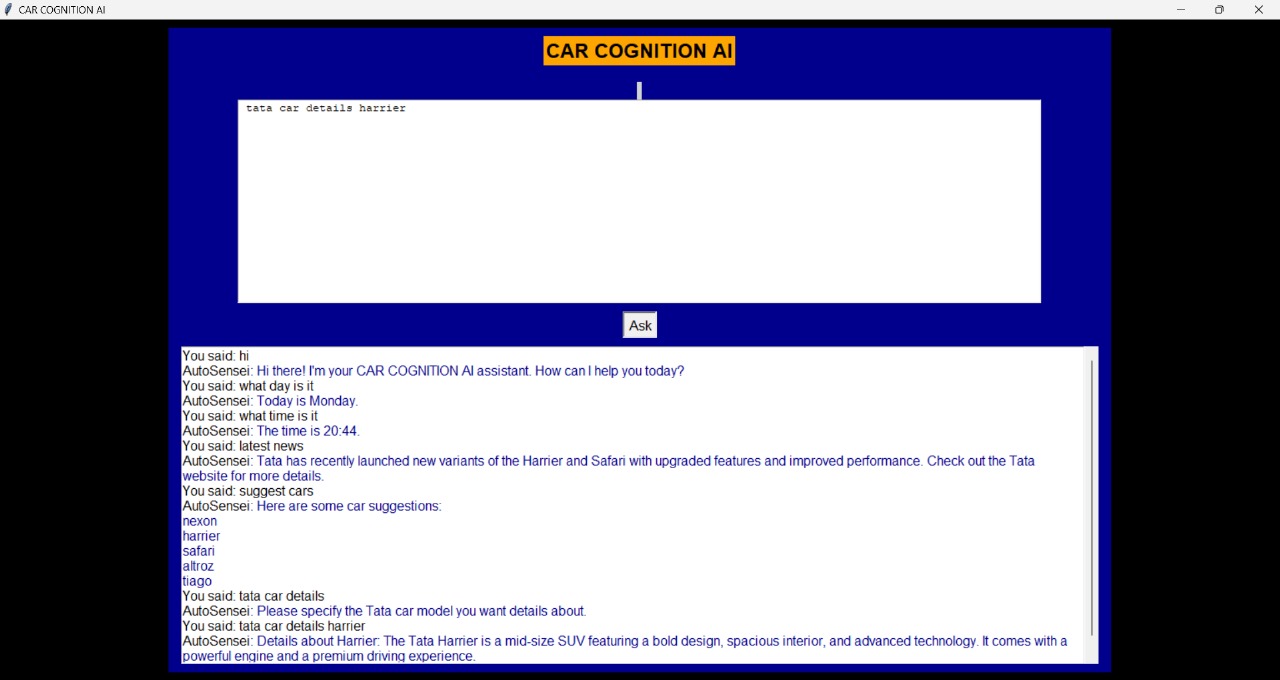 CAR COGNITION AI
CAR COGNITION AI
tata car details harrier
Ask
You said: hi
AutoSensei: Hi there! I'm your CAR COGNITION AI assistant. How can I help you today?
You said: what day is it
AutoSensei: Today is Monday.
You said: what time is it
AutoSensei: The time is 20:44.
You said: latest news
AutoSensei: Tata has recently launched new variants of the Harrier and Safari with upgraded features and improved performance. Check out the Tata
website for more details.
You said: suggest cars
AutoSensei: Here are some car suggestions:
nexon
harrier
safari
altroz
tiago
You said: tata car details
AutoSensei: Please specify the Tata car model you want details about.
You said: tata car details harrier
AutoSensei: Details about Harrier: The Tata Harrier is a mid-size SUV featuring a bold design, spacious interior, and advanced technology. It comes with a
powerful engine and a premium driving experience.